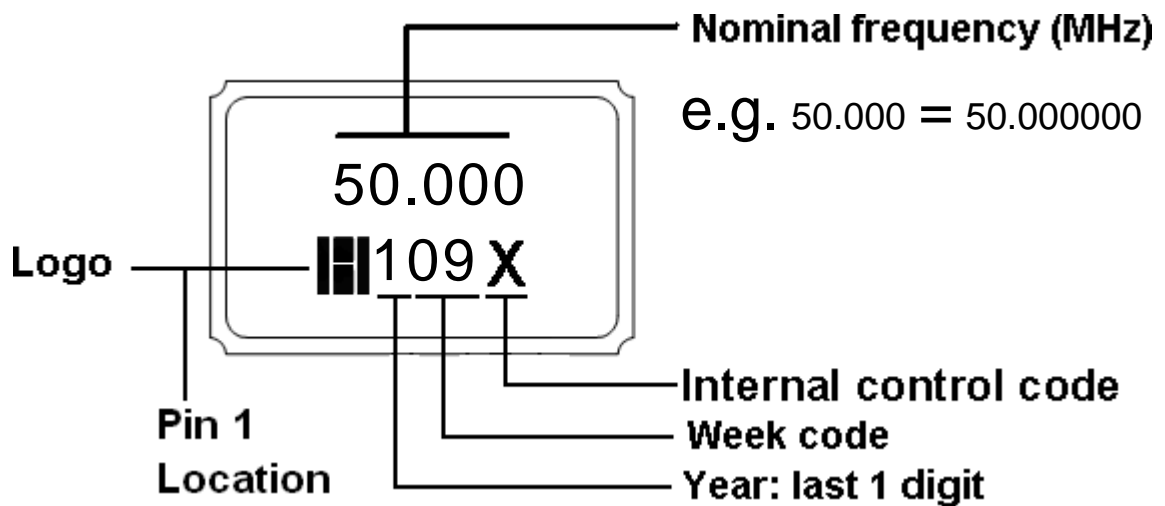 Nominal frequency (MHz)
e.g. 50.000 = 50.000000
50.000
109 X
Logo
Pin 1
Location
Internal control code
Week code
Year: last 1 digit